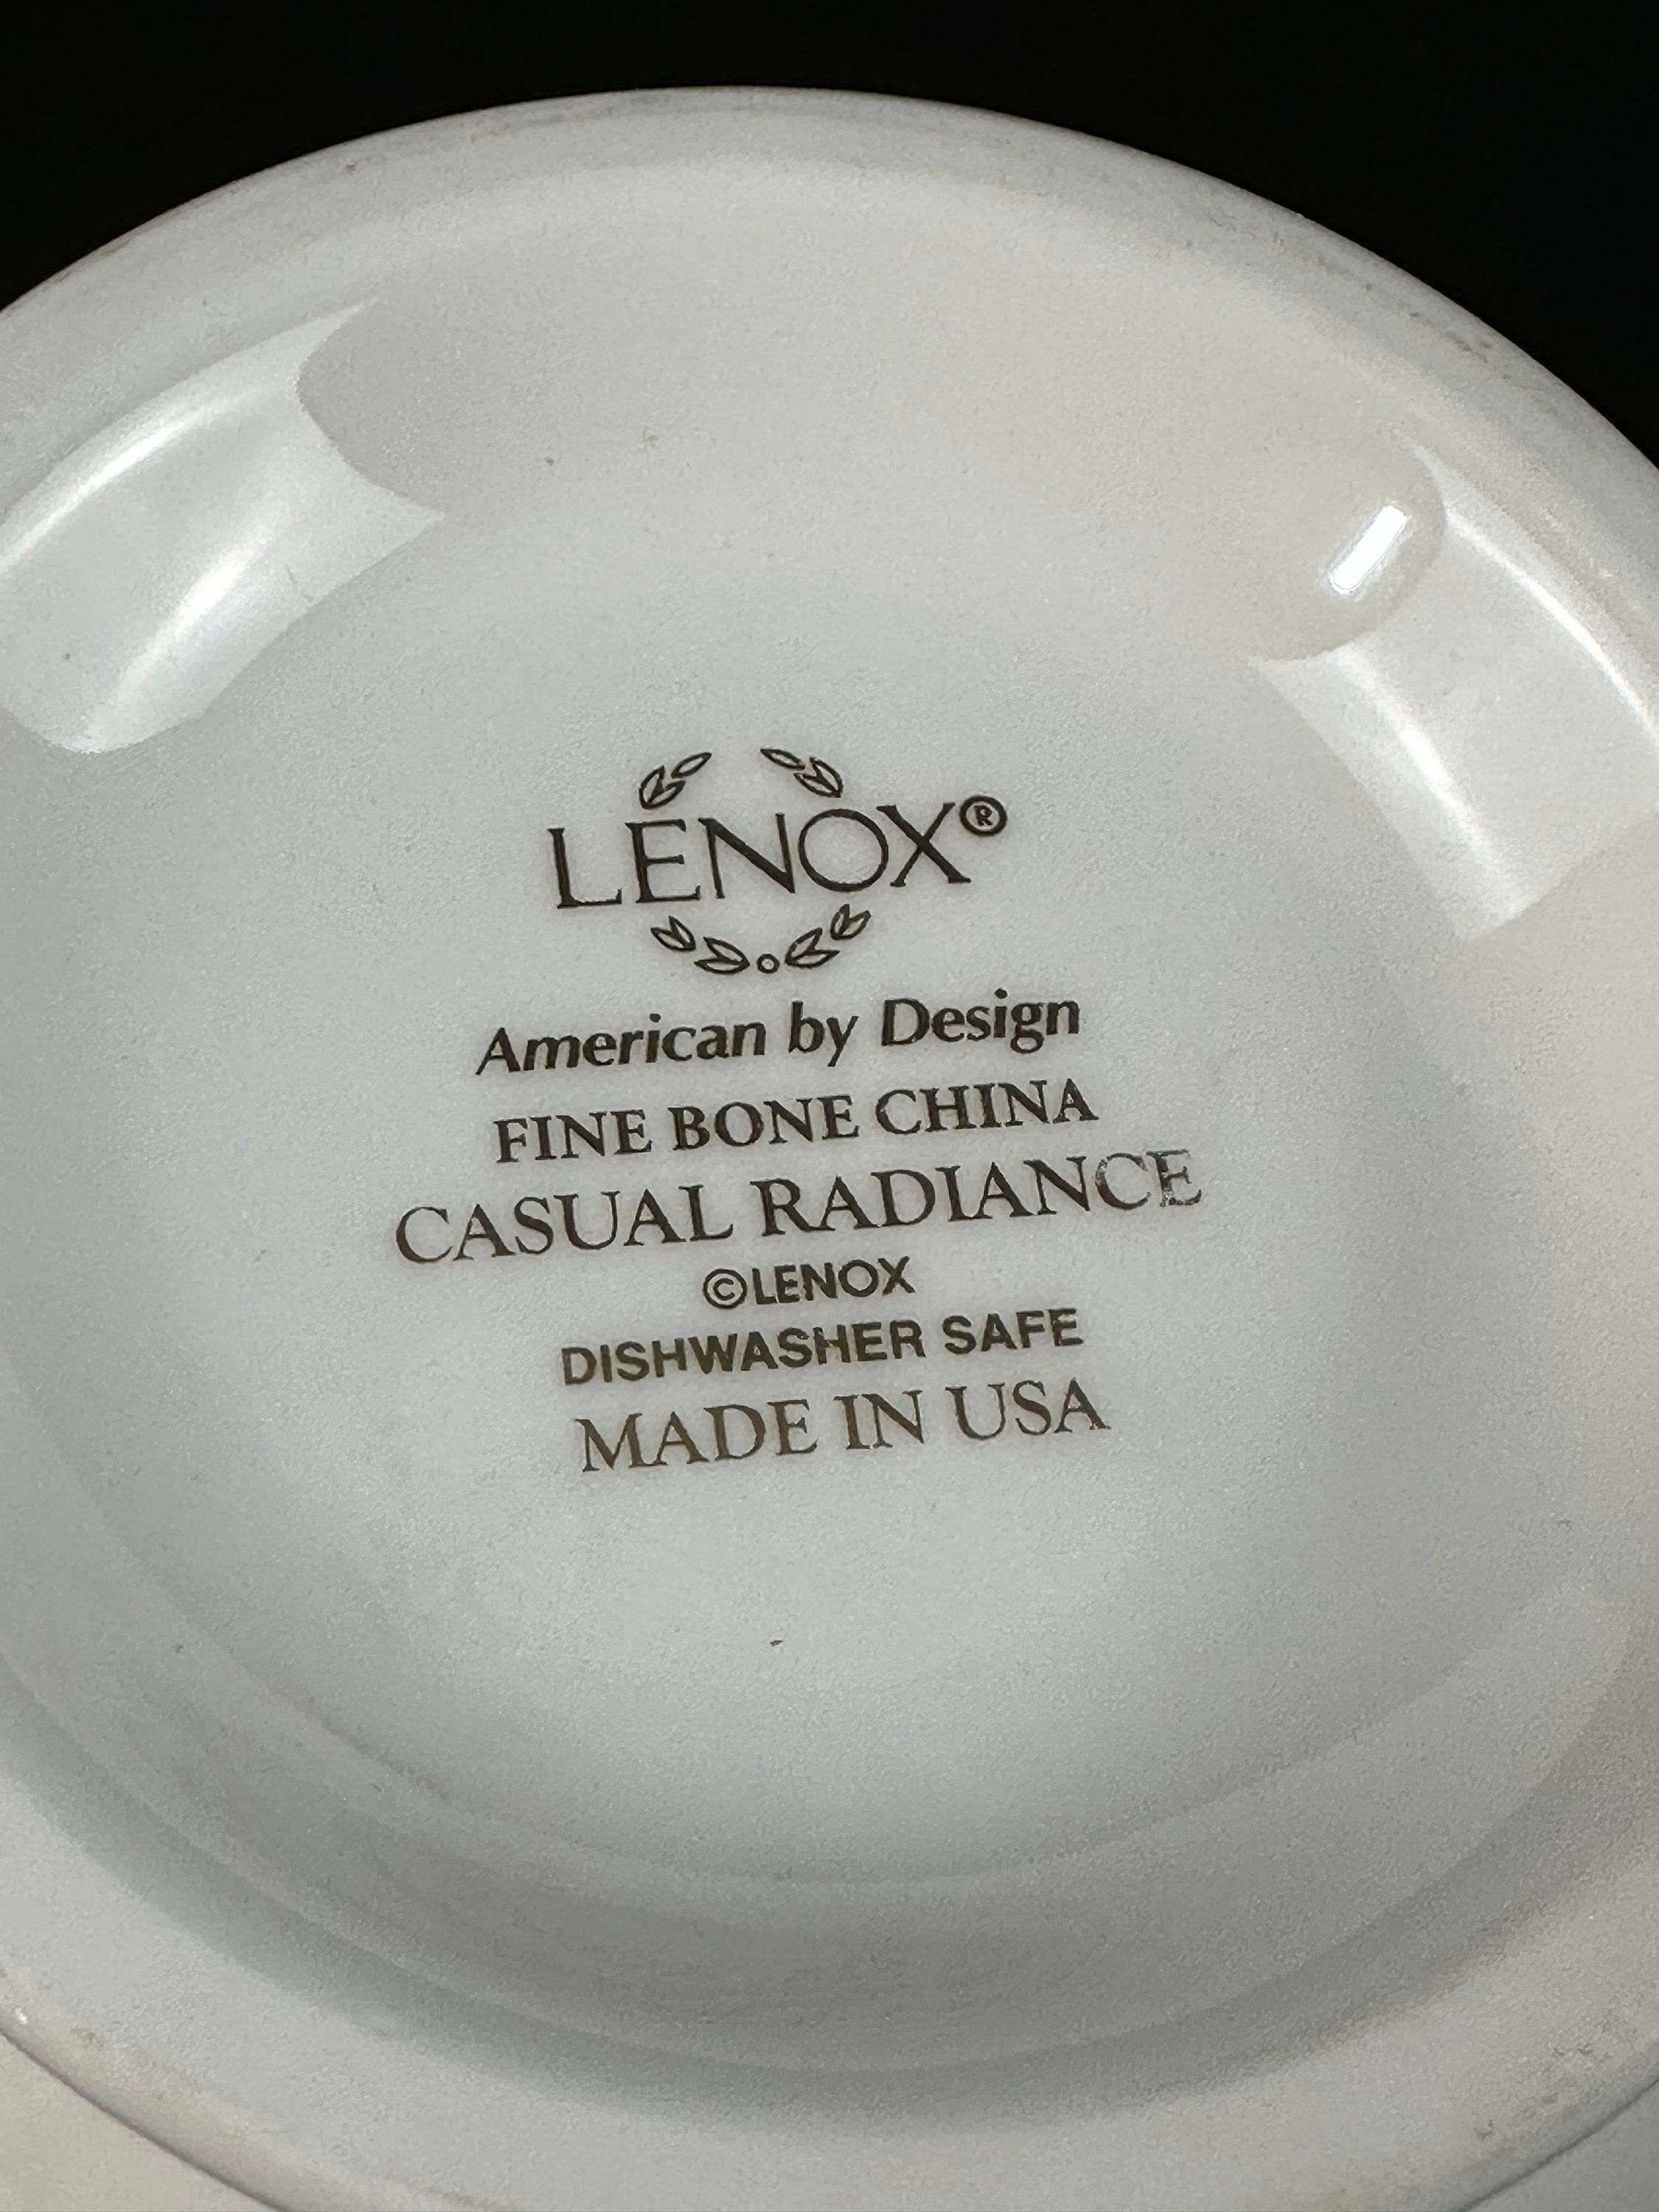 LENOX®
American by Design
FINE BONE CHINA
CASUAL RADIANCE
©LENOX
DISHWASHER SAFE
MADE IN USA